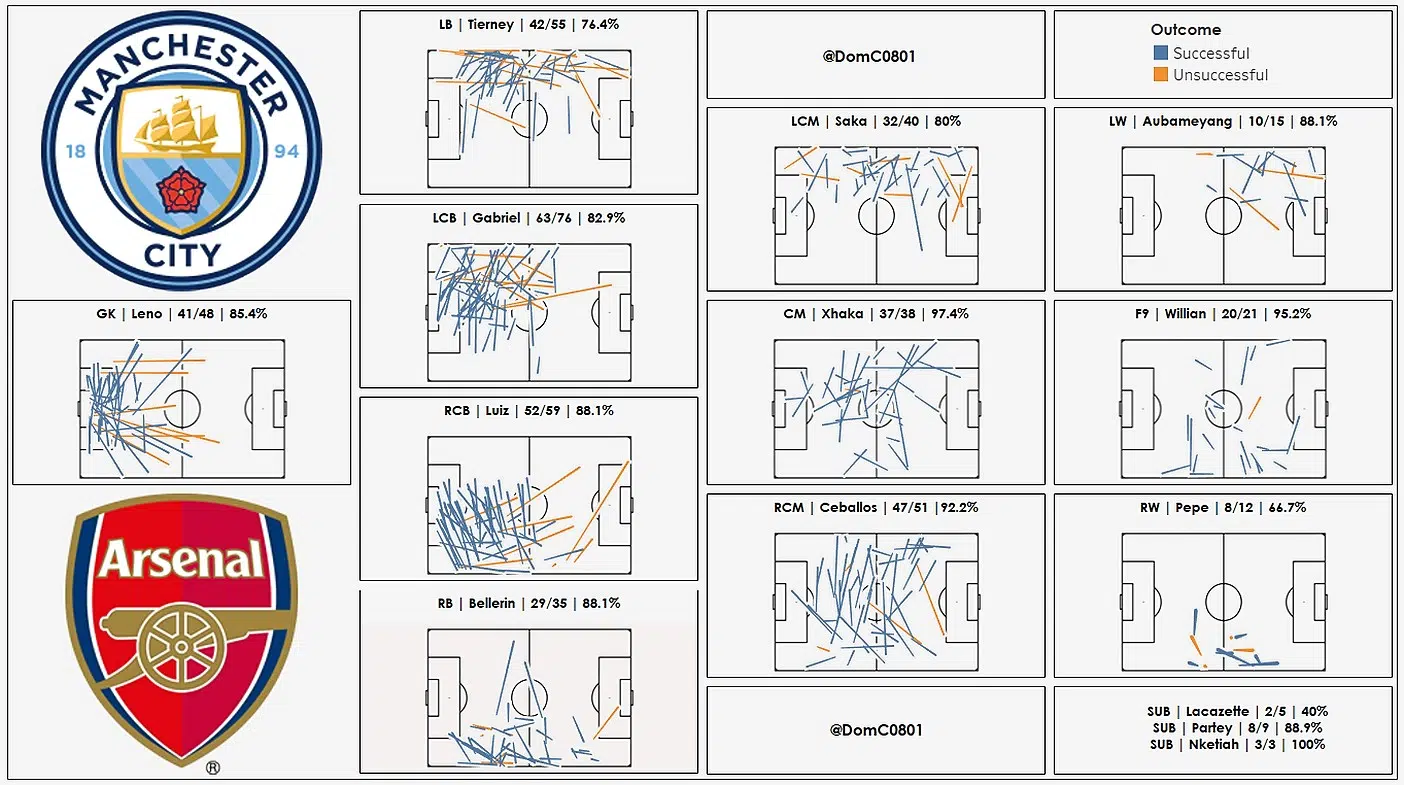 MANCHESTER
18 94
CITY
GK | Leno | 41/48 | 85.4%
Arsenal
®
LB | Tierney | 42/55 | 76.4%
LCB | Gabriel | 63/76 | 82.9%
RCB | Luiz | 52/59 | 88.1%
RB | Bellerin | 29/35 | 88.1%
@DomC0801
LCM | Saka | 32/40 | 80%
CM | Xhaka | 37/38 | 97.4%
RCM | Ceballos | 47/51 |92.2%
@DomC0801
Outcome
Successful
Unsuccessful
LW | Aubameyang | 10/15 | 88.1%
F9 | Willian | 20/21 | 95.2%
RW | Pepe | 8/12 | 66.7%
SUB | Lacazette | 2/5 | 40%
SUB | Partey | 8/9 | 88.9%
SUB | Nketiah | 3/3 | 100%